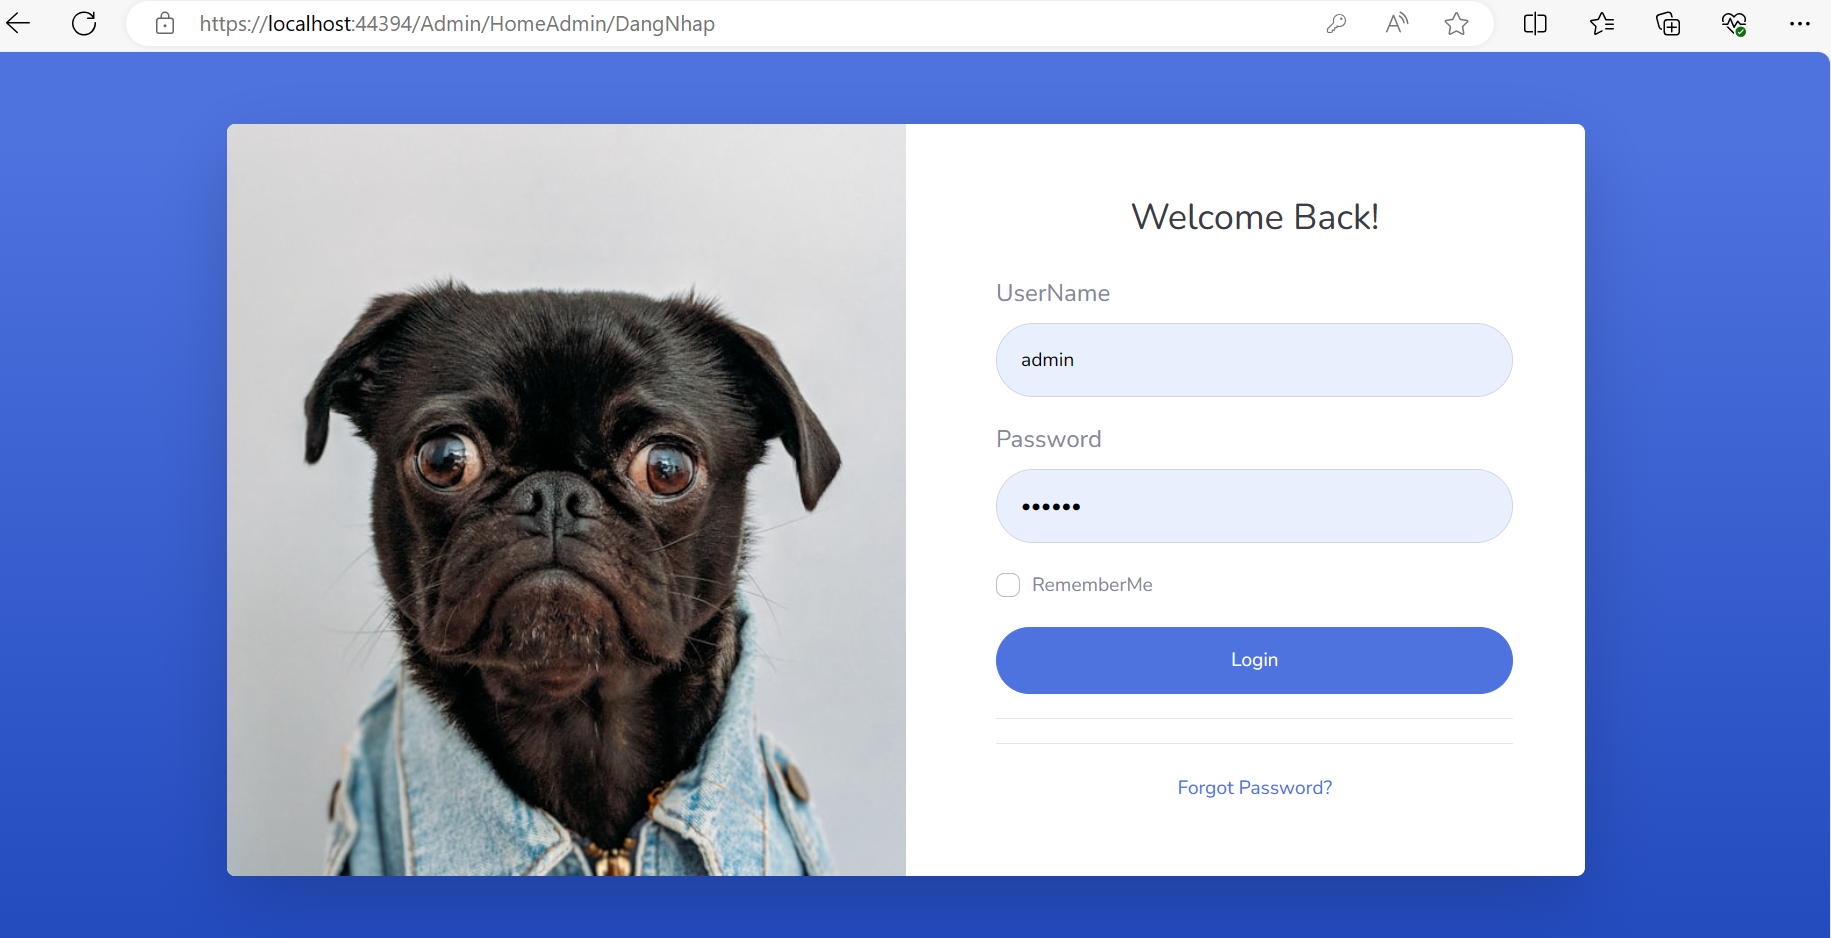 https://localhost:44394/Admin/HomeAdmin/DangNhap
Welcome Back!
UserName
admin
Password
••••••
RememberMe
Login
Forgot Password?